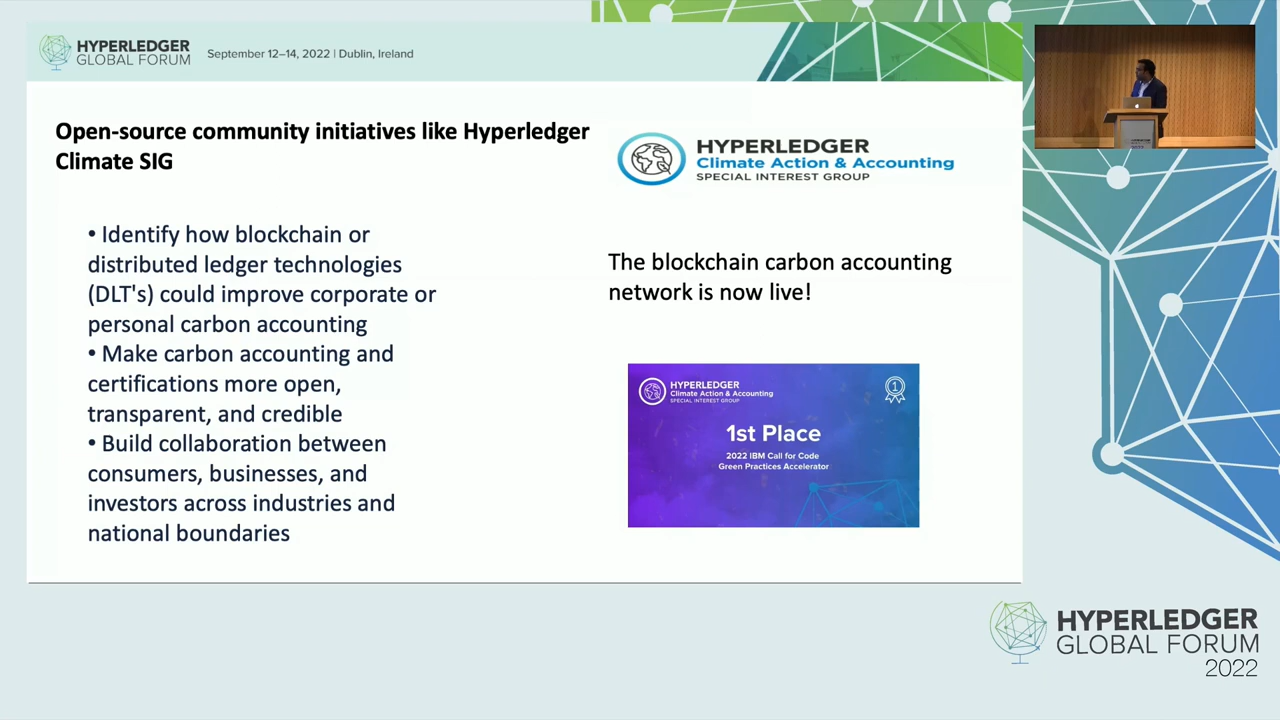 HYPERLEDGER
GLOBAL FORUM
September 12–14, 2022 | Dublin, Ireland
Open-source community initiatives like Hyperledger
Climate SIG
• Identify how blockchain or
distributed ledger technologies
(DLT's) could improve corporate or
personal carbon accounting
• Make carbon accounting and
certifications more open,
transparent, and credible
• Build collaboration between
consumers, businesses, and
investors across industries and
national boundaries
HYPERLEDGER
Climate Action & Accounting
SPECIAL INTEREST GROUP
The blockchain carbon accounting
network is now live!
HYPERLEDGER
Climate Action & Accounting
SPECIAL INTEREST GROUP
1
1st Place
2022 IBM Call for Code
Green Practices Accelerator
HYPERLEDGER
GLOBAL FORUM
2022